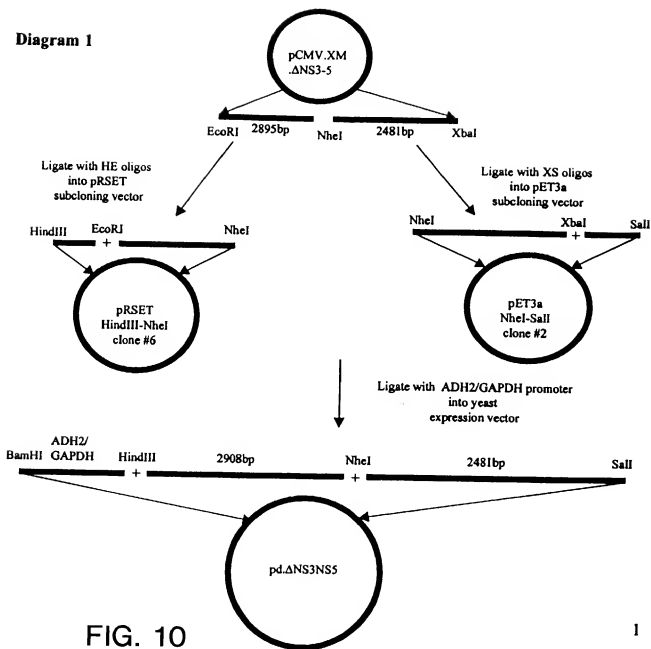 Diagram 1
pCMV.XM
.ΔNS3-5
EcoRI 2895bp NheI 2481bp XbaI
Ligate with HE oligos
into pRSET
subcloning vector
Ligate with XS oligos
into pET3a
subcloning vector
HindIII EcoRI + NheI
NheI XbaI + SalI
pRSET
HindIII-NheI
clone #6
pET3a
NheI-SalI
clone #2
Ligate with ADH2/GAPDH promoter
into yeast
expression vector
BamHI ADH2/
GAPDH HindIII + 2908bp NheI + 2481bp SalI
pd.ΔNS3NS5
FIG. 10
1